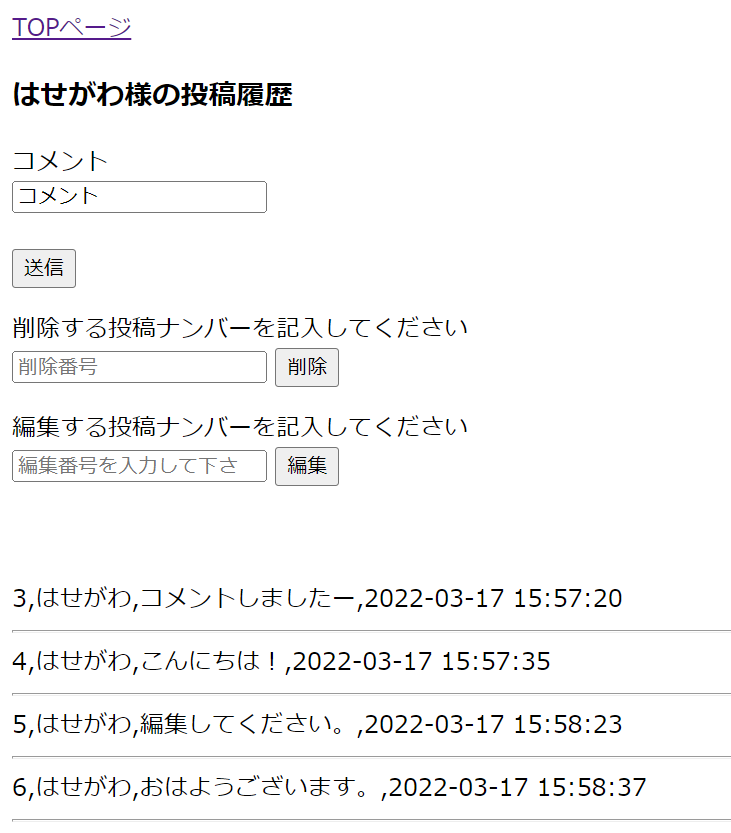 TOPページ
はせがわ様の投稿履歴
コメント
コメント
送信
削除する投稿ナンバーを記入してください
削除番号 削除
編集する投稿ナンバーを記入してください
編集番号を入力して下さ 編集
3,はせがわ,コメントしましたー,2022-03-17 15:57:20
4,はせがわ,こんにちは！,2022-03-17 15:57:35
5,はせがわ,編集してください。,2022-03-17 15:58:23
6,はせがわ,おはようございます。,2022-03-17 15:58:37